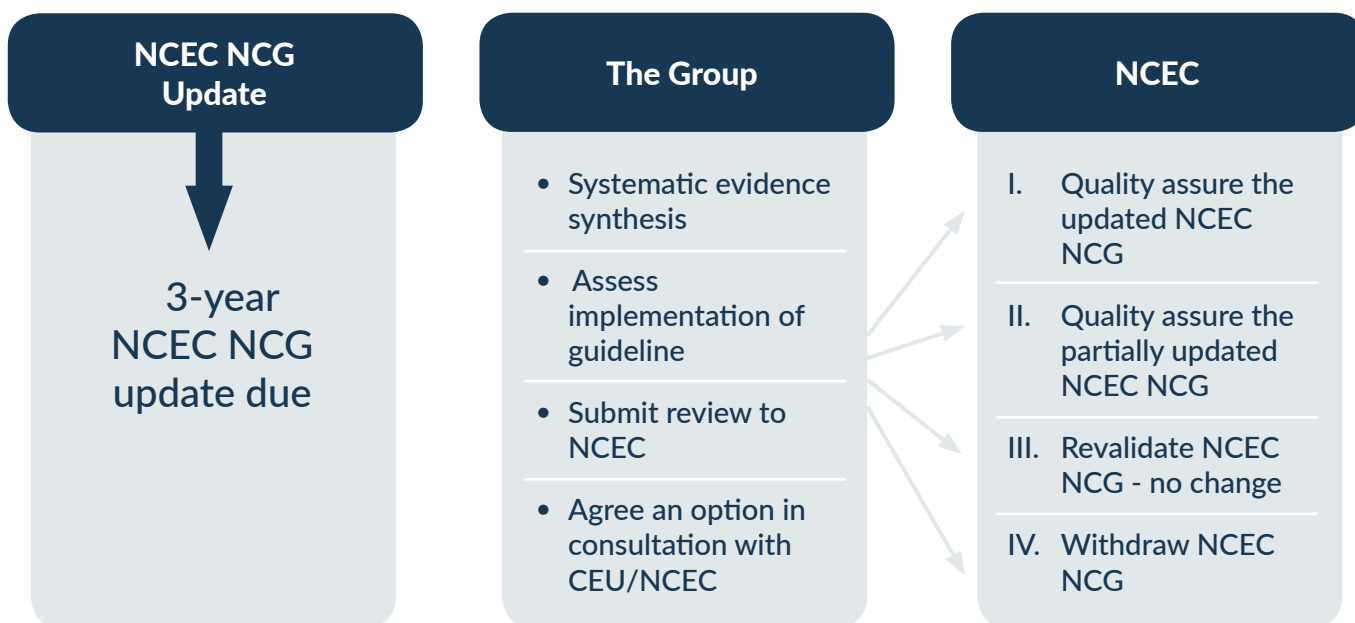 NCEC NCG
Update
3-year
NCEC NCG
update due
The Group
• Systematic evidence
synthesis
• Assess
implementation of
guideline
• Submit review to
NCEC
• Agree an option in
consultation with
CEU/NCEC
NCEC
I. Quality assure the
updated NCEC
NCG
II. Quality assure the
partially updated
NCEC NCG
III. Revalidate NCEC
NCG - no change
IV. Withdraw NCEC
NCG